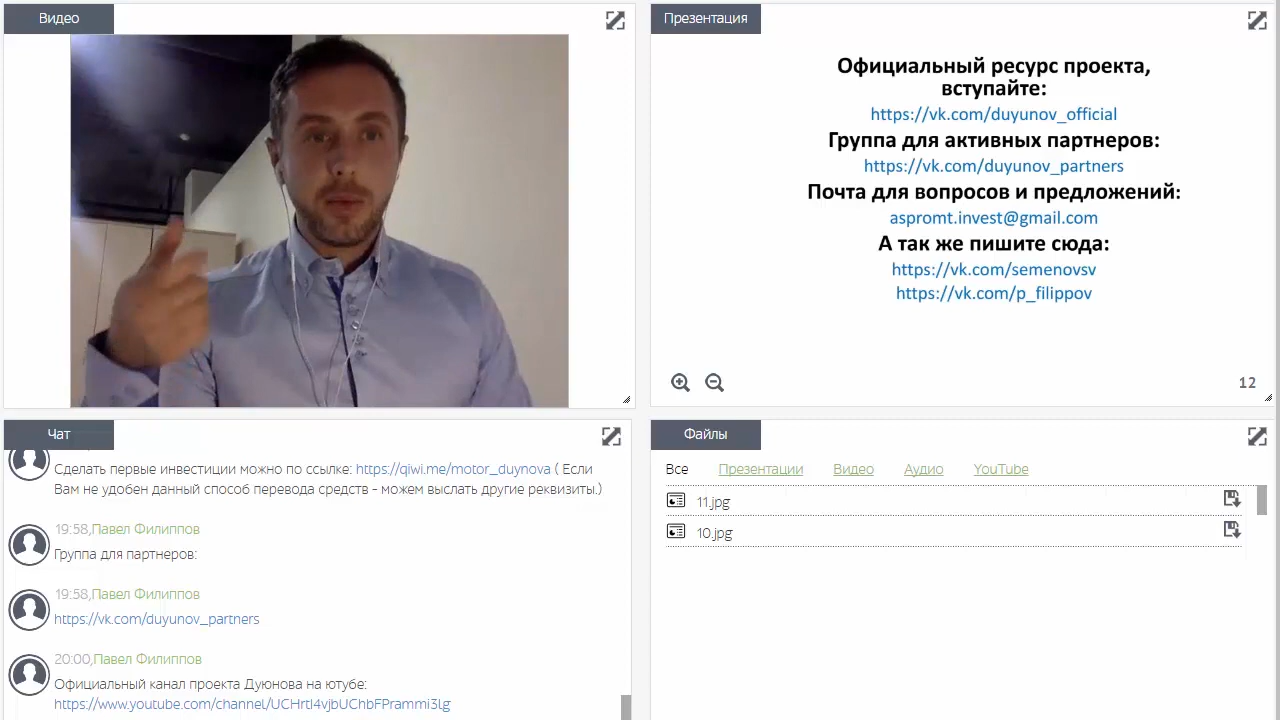 Видео
Презентация
Официальный ресурс проекта,
вступайте:
https://vk.com/duyunov_official
Группа для активных партнеров:
https://vk.com/duyunov_partners
Почта для вопросов и предложений:
aspromt.invest@gmail.com
А так же пишите сюда:
https://vk.com/semenovsv
https://vk.com/p_filippov
12
Чат
Сделать первые инвестиции можно по ссылке: https://qiwi.me/motor_duynova ( Если
Вам не удобен данный способ перевода средств - можем выслать другие реквизиты.)
19:58,Павел Филиппов
Группа для партнеров:
19:58,Павел Филиппов
https://vk.com/duyunov_partners
20:00,Павел Филиппов
Официальный канал проекта Дуюнова на ютубе:
https://www.youtube.com/channel/UCHrtI4vjbUChbFPrammi3lg
Файлы
Все Презентации Видео Аудио YouTube
11.jpg
10.jpg